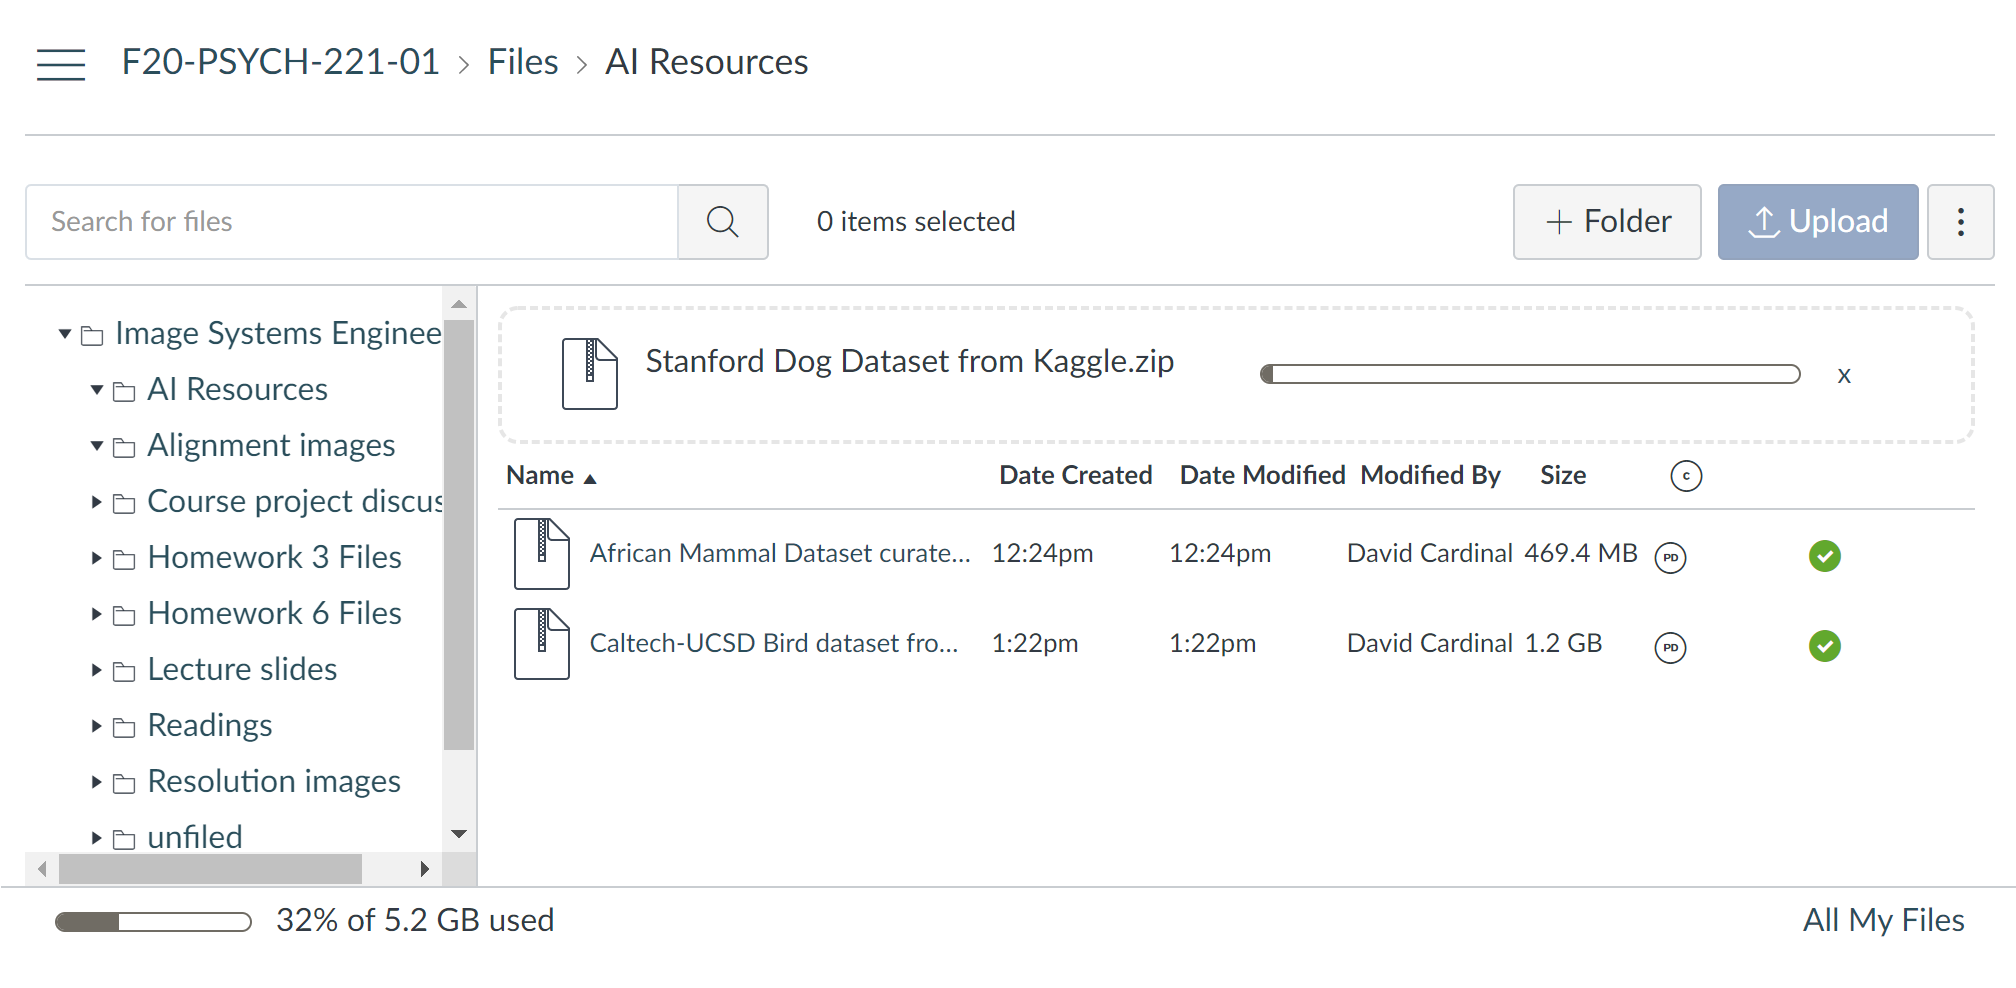 F20-PSYCH-221-01 > Files > AI Resources
Search for files
0 items selected
+ Folder
Upload
Image Systems Enginee
AI Resources
Alignment images
Course project discus
Homework 3 Files
Homework 6 Files
Lecture slides
Readings
Resolution images
unfiled
Stanford Dog Dataset from Kaggle.zip x
Name ▲ Date Created Date Modified Modified By Size C
African Mammal Dataset curate... 12:24pm 12:24pm David Cardinal 469.4 MB PD
Caltech-UCSD Bird dataset fro... 1:22pm 1:22pm David Cardinal 1.2 GB PD
32% of 5.2 GB used
All My Files